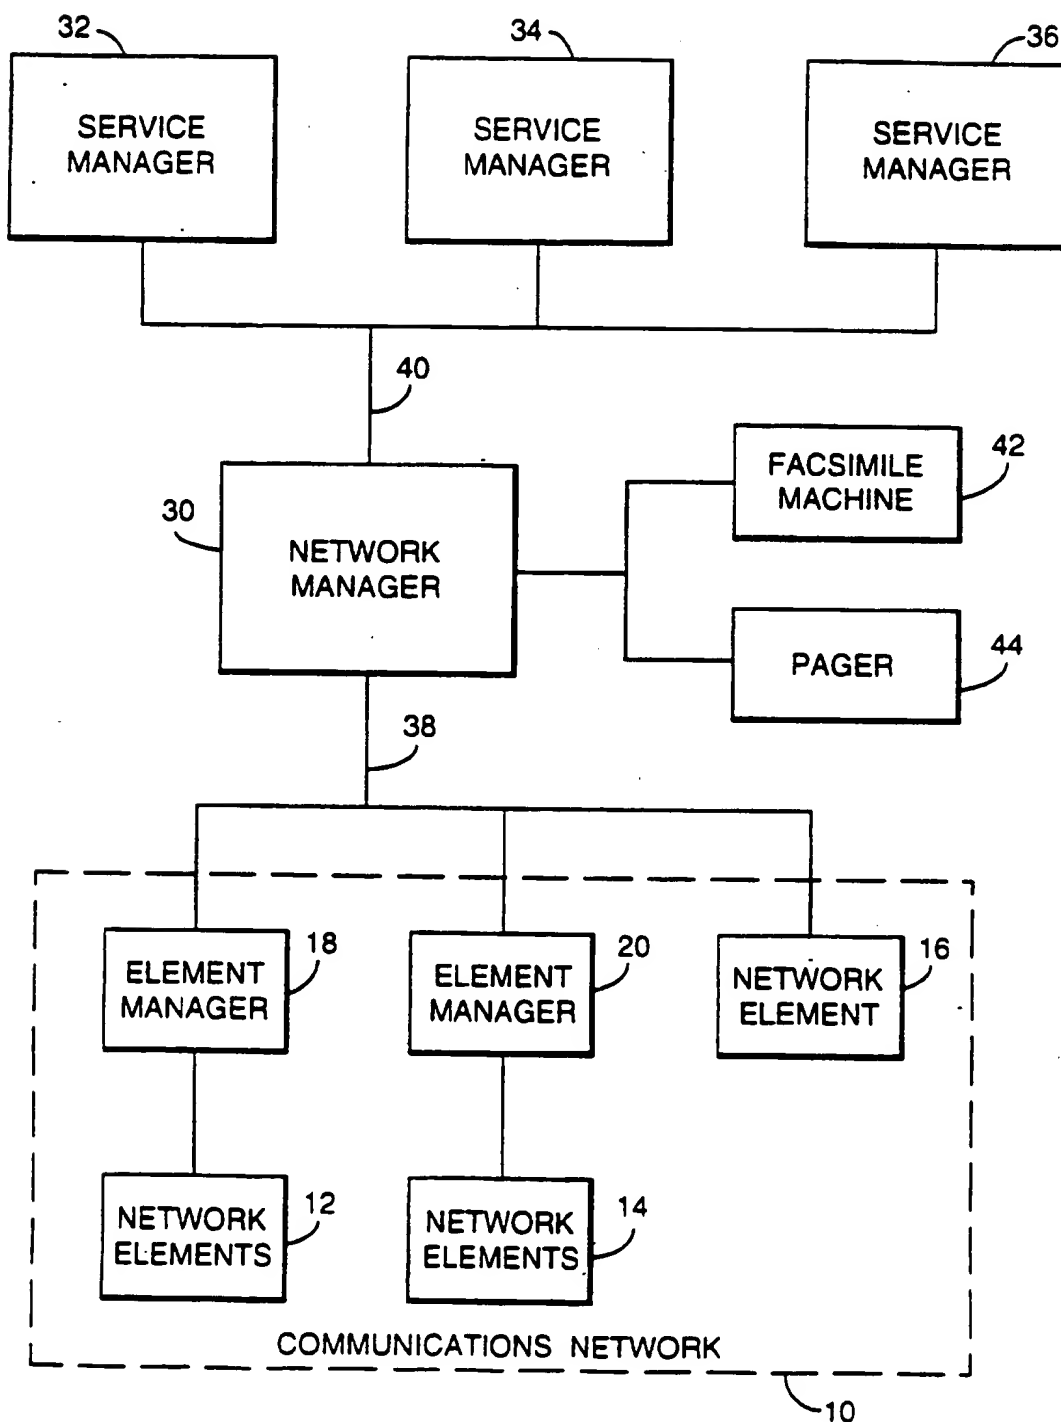 32
34
36
SERVICE
MANAGER
SERVICE
MANAGER
SERVICE
MANAGER
40
42
FACSIMILE
MACHINE
30
NETWORK
MANAGER
44
PAGER
38
18
ELEMENT
MANAGER
20
ELEMENT
MANAGER
16
NETWORK
ELEMENT
12
NETWORK
ELEMENTS
14
NETWORK
ELEMENTS
COMMUNICATIONS NETWORK
10